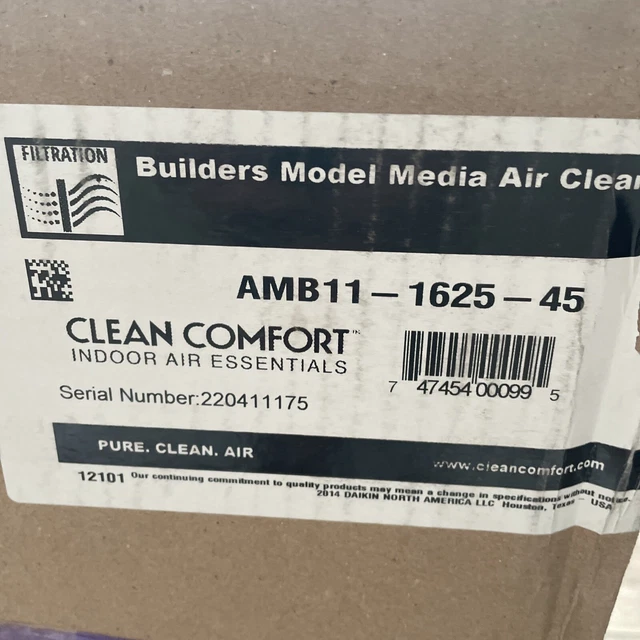 FILTRATION
Builders Model Media Air Clea
AMB11-1625-45
CLEAN COMFORT™
INDOOR AIR ESSENTIALS
7 47454 00099 5
Serial Number:220411175
PURE. CLEAN. AIR
www.cleancomfort.com
12101 Our continuing commitment to quality products may mean a change in specifications without notice.
2014 DAIKIN NORTH AMERICA LLC Houston, Texas - USA